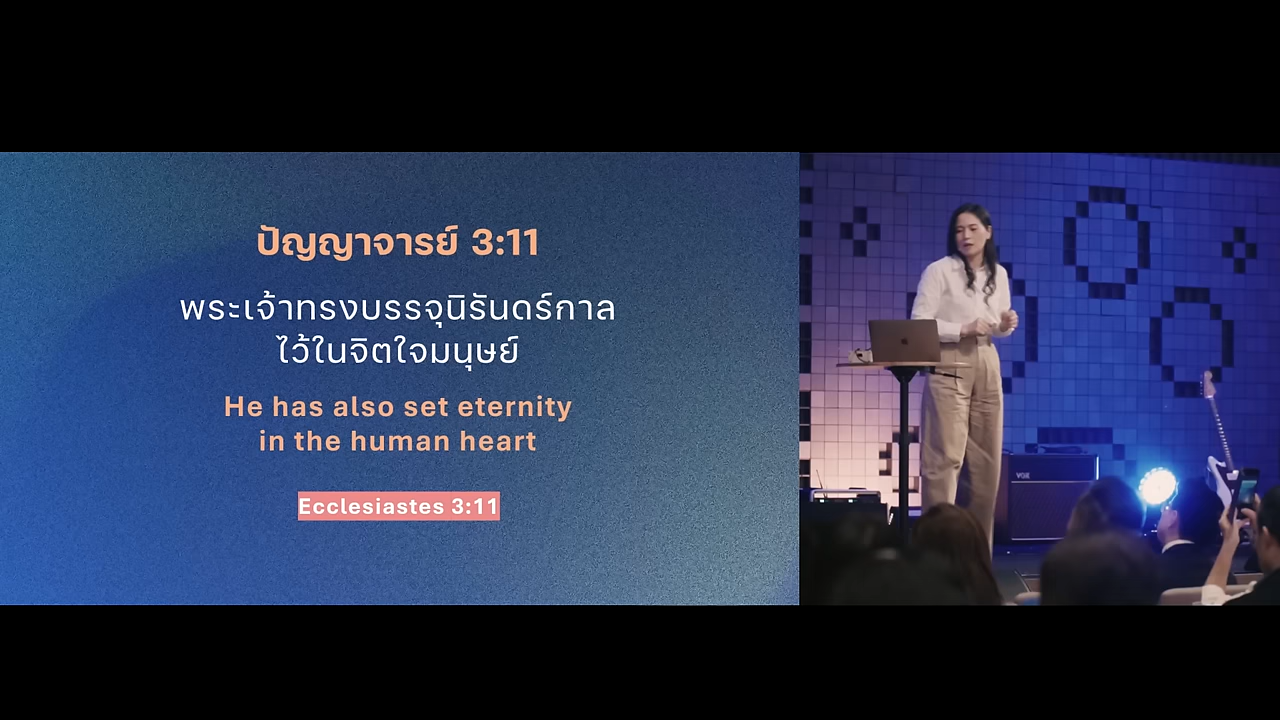 ปัญญาจารย์ 3:11
พระเจ้าทรงบรรจุนิรันดร์กาล
ไว้ในจิตใจมนุษย์
He has also set eternity
in the human heart
Ecclesiastes 3:11
VOX